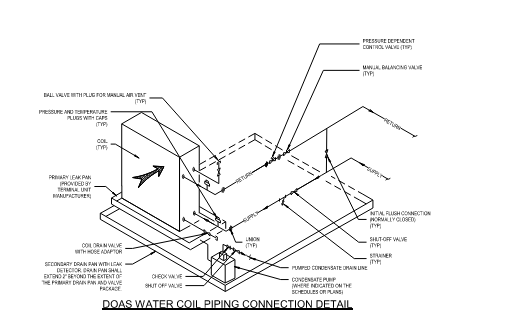 PRESSURE DEPENDENT
CONTROL VALVE (TYP)
MANUAL BALANCING VALVE
(TYP)
BALL VALVE WITH PLUG FOR MANUAL AIR VENT
(TYP)
PRESSURE AND TEMPERATURE
PLUGS WITH CAPS
(TYP)
COIL
(TYP)
PRIMARY LEAK PAN
(PROVIDED BY
TERMINAL UNIT
MANUFACTURER)
RETURN
RETURN
SUPPLY
SUPPLY
INITIAL FLUSH CONNECTION
(NORMALLY CLOSED)
(TYP)
SHUT-OFF VALVE
(TYP)
STRAINER
(TYP)
UNION
(TYP)
COIL DRAIN VALVE
WITH HOSE ADAPTOR
SECONDARY DRAIN PAN WITH LEAK
DETECTOR. DRAIN PAN SHALL
EXTEND 2" BEYOND THE EXTENT OF
THE PRIMARY DRAIN PAN AND VALVE
PACKAGE.
CHECK VALVE
SHUT OFF VALVE
PUMPED CONDENSATE DRAIN LINE
CONDENSATE PUMP
(WHERE INDICATED ON THE
SCHEDULES OR PLANS)
DOAS WATER COIL PIPING CONNECTION DETAIL